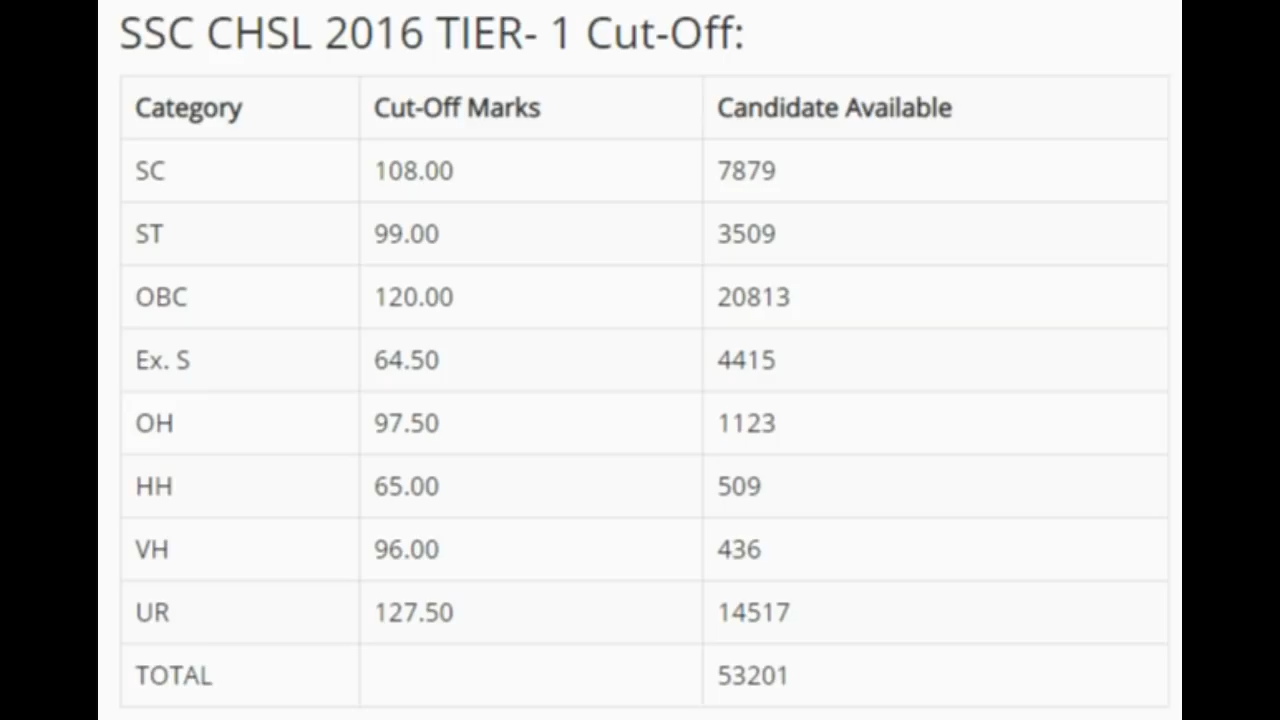 SSC CHSL 2016 TIER- 1 Cut-Off:
Category Cut-Off Marks Candidate Available
SC 108.00 7879
ST 99.00 3509
OBC 120.00 20813
Ex. S 64.50 4415
OH 97.50 1123
HH 65.00 509
VH 96.00 436
UR 127.50 14517
TOTAL 53201